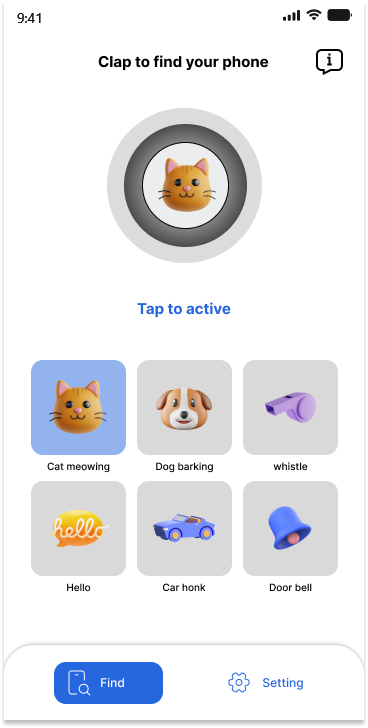 9:41
Clap to find your phone
i
Tap to active
Cat meowing Dog barking whistle
hello
Hello Car honk Door bell
Find Setting